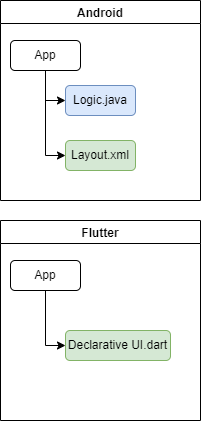 Android
App
Logic.java
Layout.xml
Flutter
App
Declarative UI.dart